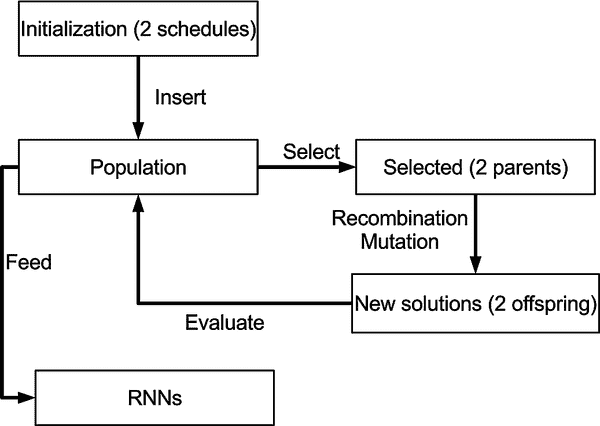 Initialization (2 schedules)
Insert
Population
Select
Selected (2 parents)
Recombination
Mutation
Feed
New solutions (2 offspring)
Evaluate
RNNs